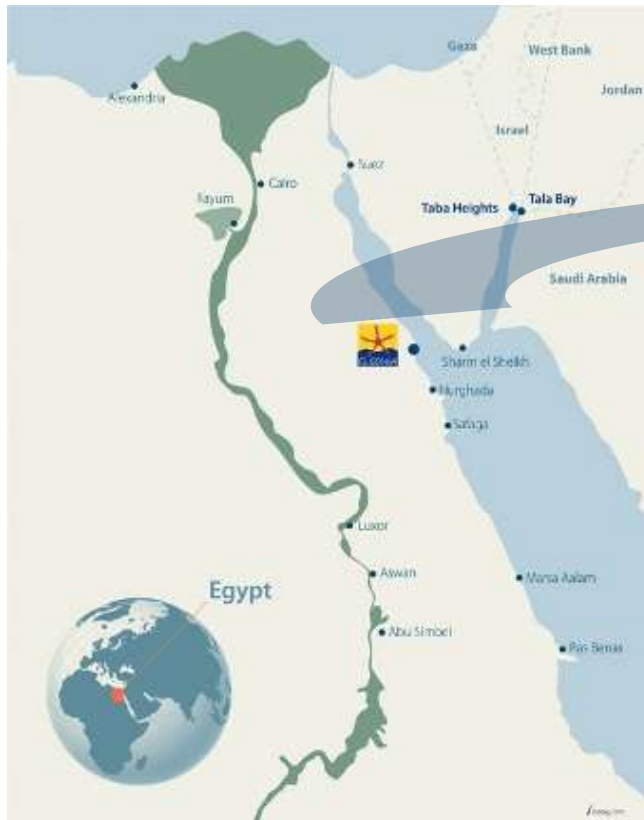 Gaza
West Bank
Alexandria
Jordan
Israel
Suez
Cairo
Fayum
Taba Heights
Tala Bay
Saudi Arabia
Sharm el Sheikh
Hurghada
Safaga
Luxor
Aswan
Marsa Aalam
Egypt
Abu Simbel
Ras Benas